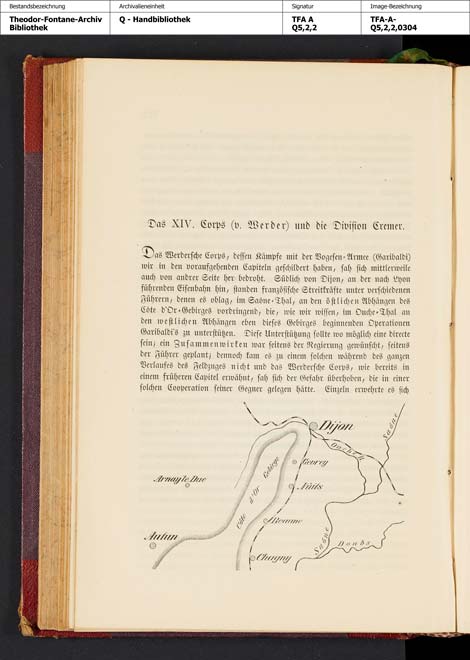 Bestandsbezeichnung
Archivalieneinheit
Signatur
Image-Bezeichnung
Theodor-Fontane-Archiv
Bibliothek
Q - Handbibliothek
TFA A
Q5,2,2
TFA-A-
Q5,2,2,0304
Das XIV. Corps (v. Werder) und die Division Cremer.
Das Werdersche Corps, dessen Kämpfe mit der Vogesen-Armee (Garibaldi)
wir in den voraufgehenden Capiteln geschildert haben, sah sich mittlerweile
auch von andrer Seite her bedroht. Südlich von Dijon, an der nach Lyon
führenden Eisenbahn hin, standen französische Streitkräfte unter verschiedenen
Führern, denen es oblag, im Saône-Thal, an den östlichen Abhängen des
Côte d'Or-Gebirges vordringend, die, wie wir wissen, im Ouche-Thal an
den westlichen Abhängen eben dieses Gebirges beginnenden Operationen
Garibaldi's zu unterstützen. Diese Unterstützung sollte wo möglich eine directe
sein; ein Zusammenwirken war seitens der Regierung gewünscht, seitens
der Führer geplant; dennoch kam es zu einem solchen während des ganzen
Verlaufes des Feldzuges nicht und das Werdersche Corps, wie bereits in
einem früheren Capitel erwähnt, sah sich der Gefahr überhoben, die in einer
solchen Cooperation seiner Gegner gelegen hätte. Einzeln erwehrte es sich
Dijon
Saône
Gevrey
Côte d'Or Gebirge
Arnay le Duc
Nuits
Beaune
Autun
Saône
Doubs
Chagny